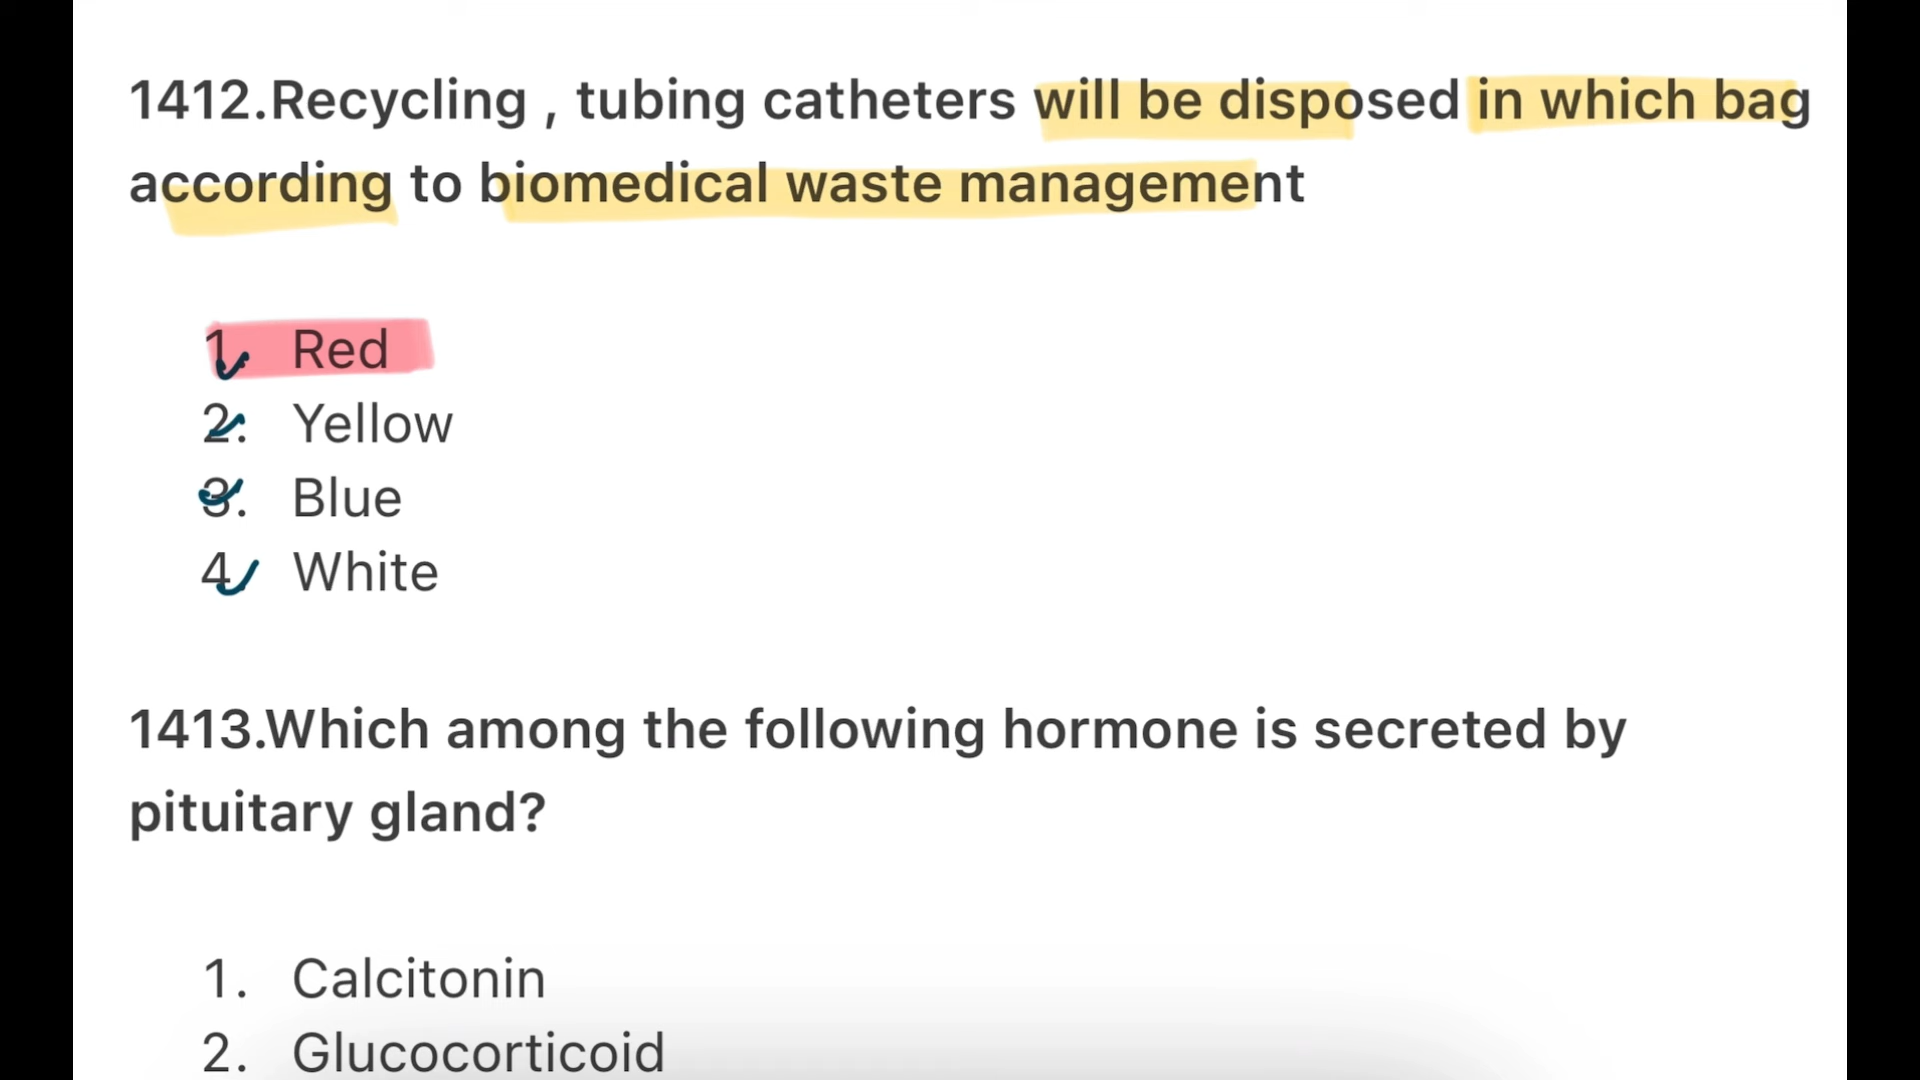 1412.Recycling , tubing catheters will be disposed in which bag
according to biomedical waste management
1. Red
2. Yellow
3. Blue
4. White
1413.Which among the following hormone is secreted by
pituitary gland?
1. Calcitonin
2. Glucocorticoid